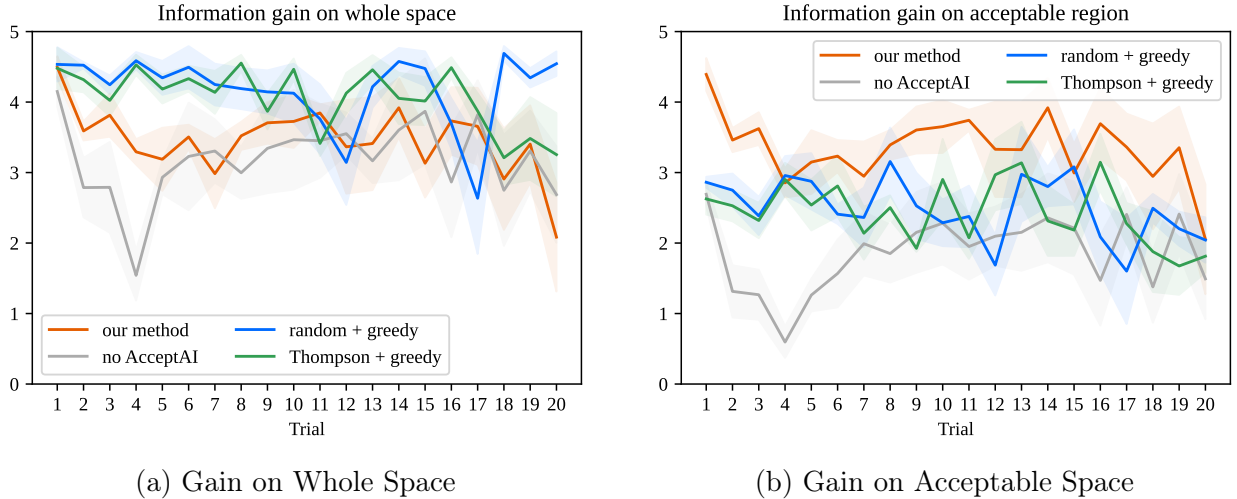 Information gain on whole space
5
4
3
2
1
0
our method
random + greedy
no AcceptAI
Thompson + greedy
1 2 3 4 5 6 7 8 9 10 11 12 13 14 15 16 17 18 19 20
Trial
(a) Gain on Whole Space
Information gain on acceptable region
5
4
3
2
1
0
our method
random + greedy
no AcceptAI
Thompson + greedy
1 2 3 4 5 6 7 8 9 10 11 12 13 14 15 16 17 18 19 20
Trial
(b) Gain on Acceptable Space